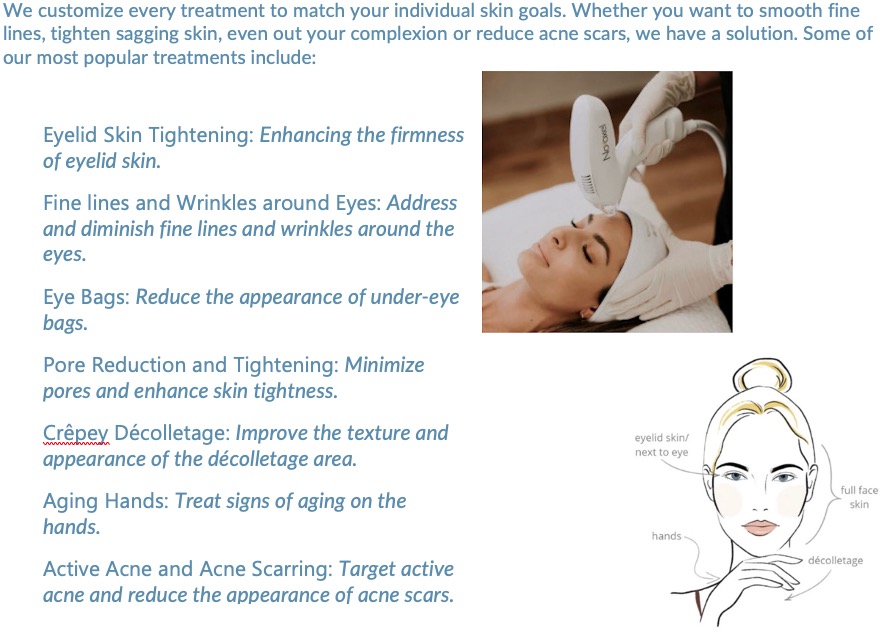 We customize every treatment to match your individual skin goals. Whether you want to smooth fine
lines, tighten sagging skin, even out your complexion or reduce acne scars, we have a solution. Some of
our most popular treatments include:
Eyelid Skin Tightening: Enhancing the firmness
of eyelid skin.
Fine lines and Wrinkles around Eyes: Address
and diminish fine lines and wrinkles around the
eyes.
Eye Bags: Reduce the appearance of under-eye
bags.
Pore Reduction and Tightening: Minimize
pores and enhance skin tightness.
Crêpey Décolletage: Improve the texture and
appearance of the décolletage area.
Aging Hands: Treat signs of aging on the
hands.
Active Acne and Acne Scarring: Target active
acne and reduce the appearance of acne scars.
eyelid skin/
next to eye
full face
skin
hands
décolletage